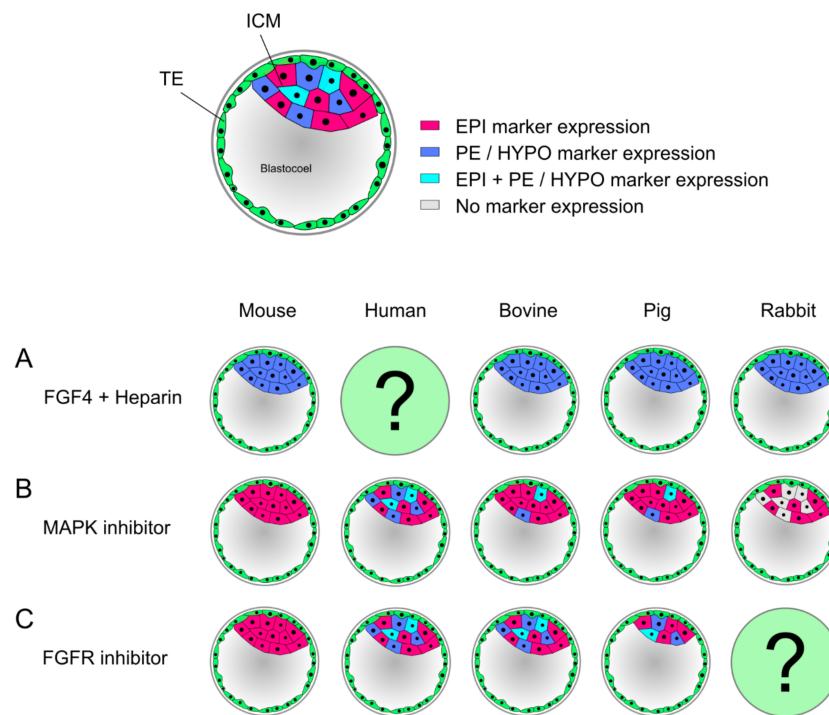 ICM
TE
Blastocoel
EPI marker expression
PE / HYPO marker expression
EPI + PE / HYPO marker expression
No marker expression
Mouse Human Bovine Pig Rabbit
A
FGF4 + Heparin
?
B
MAPK inhibitor
C
FGFR inhibitor
?